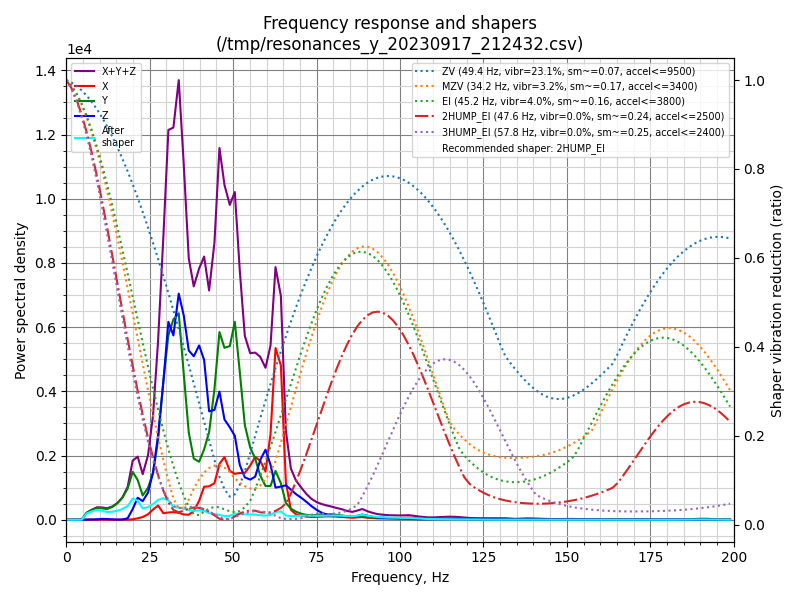 Frequency response and shapers
(/tmp/resonances_y_20230917_212432.csv)
1e4
X+Y+Z
X
Y
Z
After
shaper
ZV (49.4 Hz, vibr=23.1%, sm~=0.07, accel<=9500)
MZV (34.2 Hz, vibr=3.2%, sm~=0.17, accel<=3400)
EI (45.2 Hz, vibr=4.0%, sm~=0.16, accel<=3800)
2HUMP_EI (47.6 Hz, vibr=0.0%, sm~=0.24, accel<=2500)
3HUMP_EI (57.8 Hz, vibr=0.0%, sm~=0.25, accel<=2400)
Recommended shaper: 2HUMP_EI
Power spectral density
1.4
1.2
1.0
0.8
0.6
0.4
0.2
0.0
1.0
0.8
0.6
0.4
0.2
0.0
Shaper vibration reduction (ratio)
0 25 50 75 100 125 150 175 200
Frequency, Hz